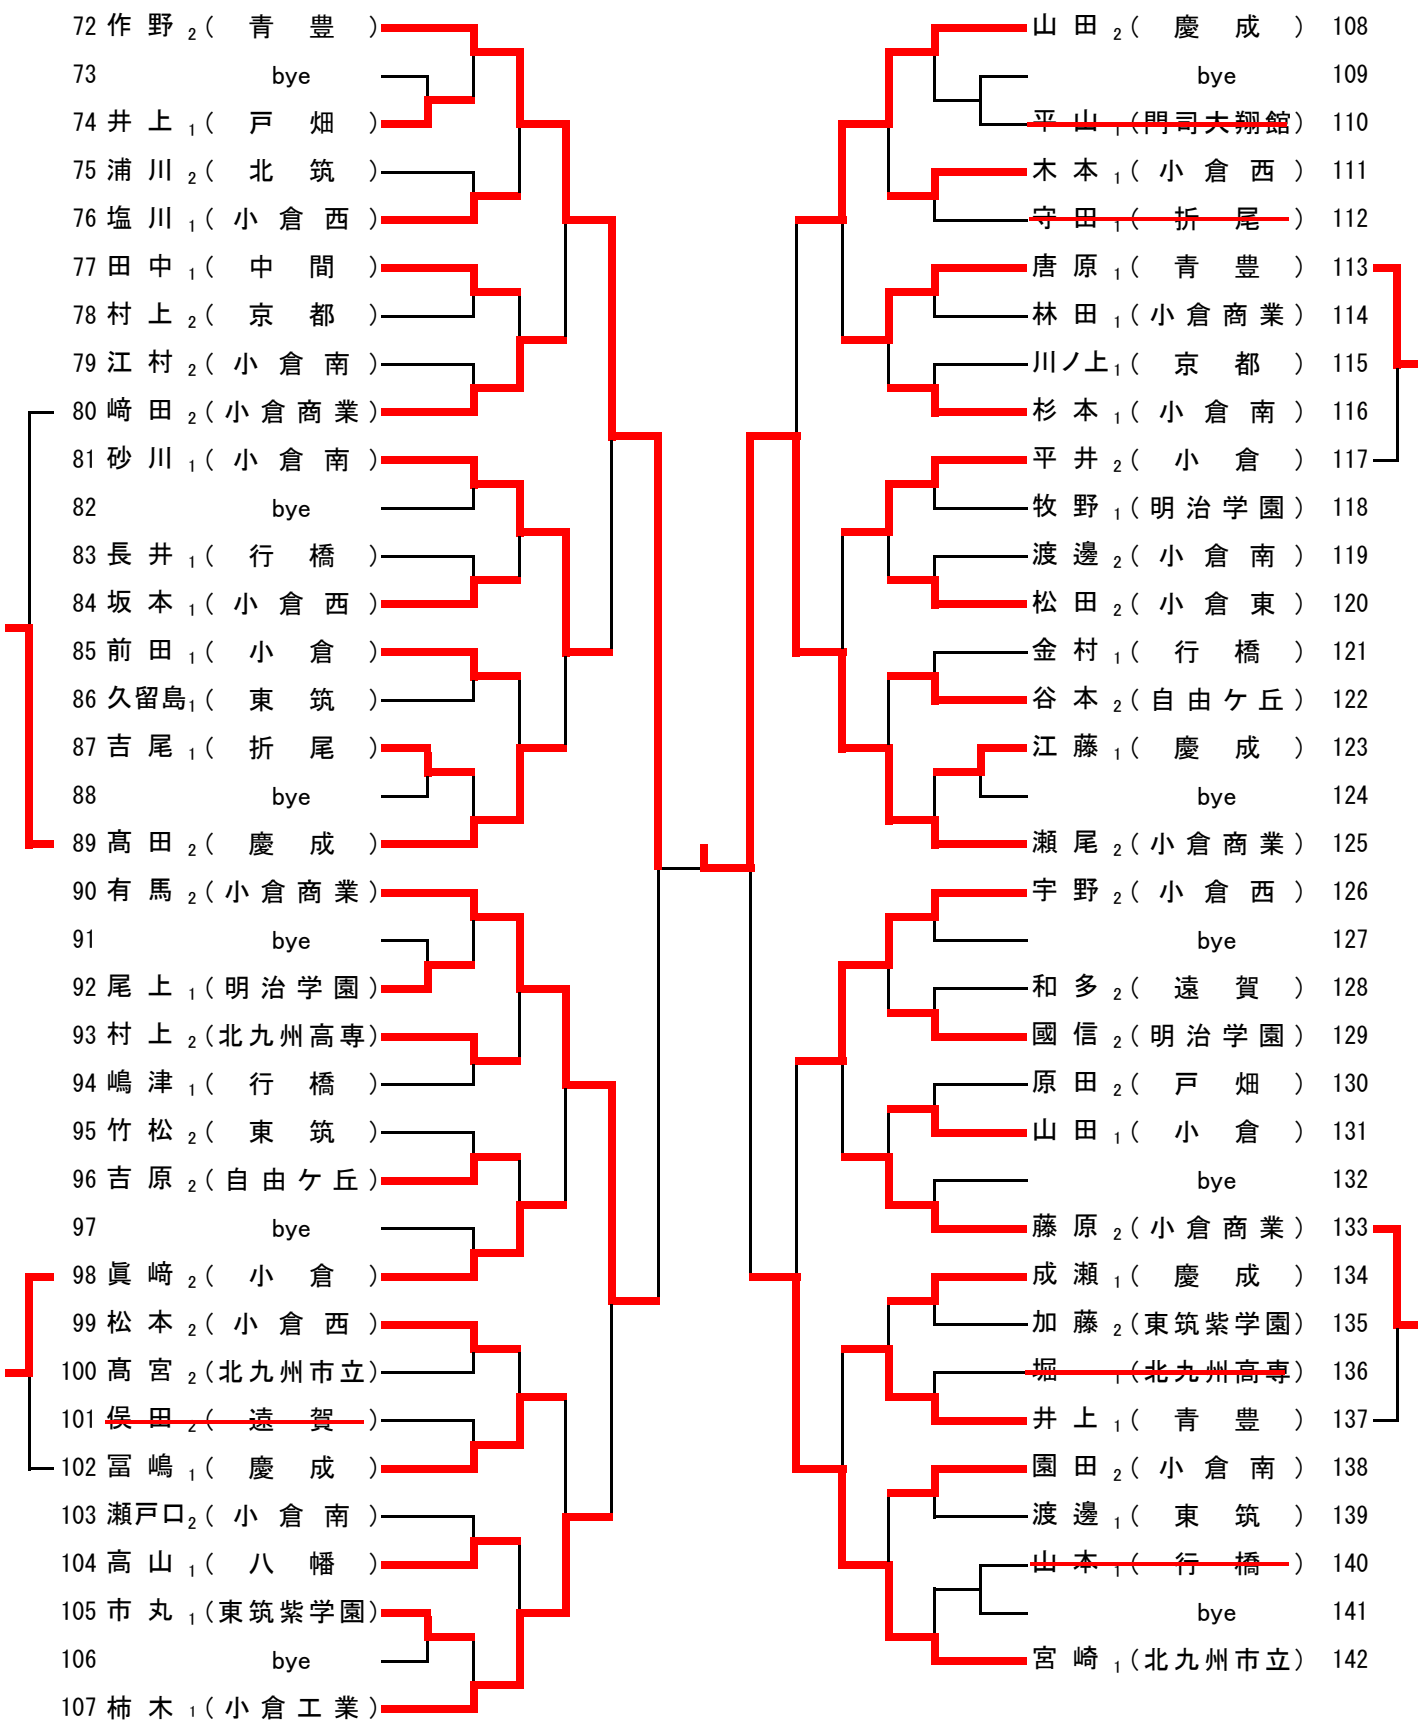 72 作野 2 (青豊)
73 bye
74 井上 1 (戸畑)
75 浦川 2 (北筑)
76 塩川 1 (小倉西)
77 田中 1 (中間)
78 村上 2 (京都)
79 江村 2 (小倉南)
80 﨑田 2 (小倉商業)
81 砂川 1 (小倉南)
82 bye
83 長井 1 (行橋)
84 坂本 1 (小倉西)
85 前田 1 (小倉)
86 久留島 1 (東筑)
87 吉尾 1 (折尾)
88 bye
89 髙田 2 (慶成)
90 有馬 2 (小倉商業)
91 bye
92 尾上 1 (明治学園)
93 村上 2 (北九州高専)
94 嶋津 1 (行橋)
95 竹松 2 (東筑)
96 吉原 2 (自由ケ丘)
97 bye
98 眞﨑 2 (小倉)
99 松本 2 (小倉西)
100 髙宮 2 (北九州市立)
101 俣田 2 (遠賀)
102 冨嶋 1 (慶成)
103 瀬戸口 2 (小倉南)
104 高山 1 (八幡)
105 市丸 1 (東筑紫学園)
106 bye
107 柿木 1 (小倉工業)
山田 2 (慶成) 108
bye 109
平山 1 (門司大翔館) 110
木本 1 (小倉西) 111
守田 1 (折尾) 112
唐原 1 (青豊) 113
林田 1 (小倉商業) 114
川ノ上 1 (京都) 115
杉本 1 (小倉南) 116
平井 2 (小倉) 117
牧野 1 (明治学園) 118
渡邊 2 (小倉南) 119
松田 2 (小倉東) 120
金村 1 (行橋) 121
谷本 2 (自由ケ丘) 122
江藤 1 (慶成) 123
bye 124
瀬尾 2 (小倉商業) 125
宇野 2 (小倉西) 126
bye 127
和多 2 (遠賀) 128
國信 2 (明治学園) 129
原田 2 (戸畑) 130
山田 1 (小倉) 131
bye 132
藤原 2 (小倉商業) 133
成瀬 1 (慶成) 134
加藤 2 (東筑紫学園) 135
堀 1 (北九州高専) 136
井上 1 (青豊) 137
園田 2 (小倉南) 138
渡邊 1 (東筑) 139
山本 1 (行橋) 140
bye 141
宮崎 1 (北九州市立) 142